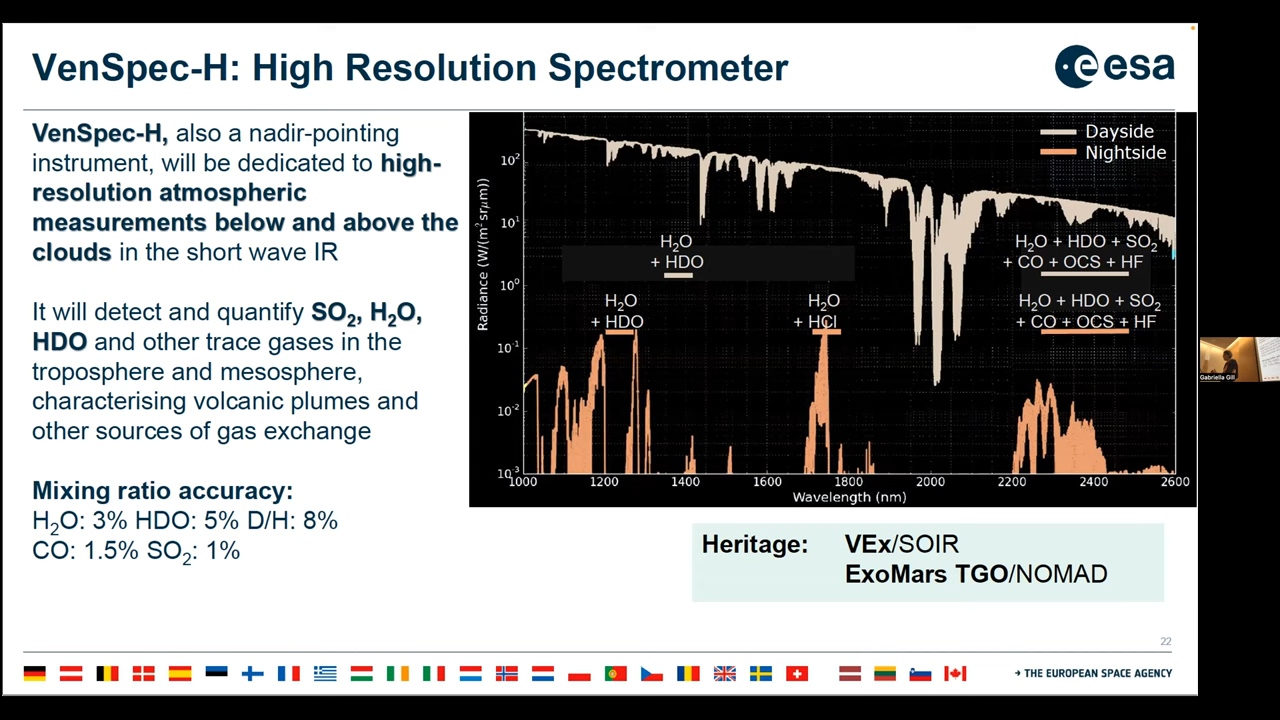 VenSpec-H: High Resolution Spectrometer
esa
VenSpec-H, also a nadir-pointing
instrument, will be dedicated to high-
resolution atmospheric
measurements below and above the
clouds in the short wave IR
It will detect and quantify SO₂, H₂O,
HDO and other trace gases in the
troposphere and mesosphere,
characterising volcanic plumes and
other sources of gas exchange
Mixing ratio accuracy:
H₂O: 3% HDO: 5% D/H: 8%
CO: 1.5% SO₂: 1%
Dayside
Nightside
Radiance (W/(m² sr μm))
10²
10¹
10⁰
10⁻¹
10⁻²
10⁻³
H₂O
+ HDO
H₂O + HDO + SO₂
+ CO + OCS + HF
H₂O
+ HDO
H₂O
+ HCl
H₂O + HDO + SO₂
+ CO + OCS + HF
1000 1200 1400 1600 1800 2000 2200 2400 2600
Wavelength (nm)
Heritage: VEx/SOIR
ExoMars TGO/NOMAD
22
→ THE EUROPEAN SPACE AGENCY
Gabriella Gill